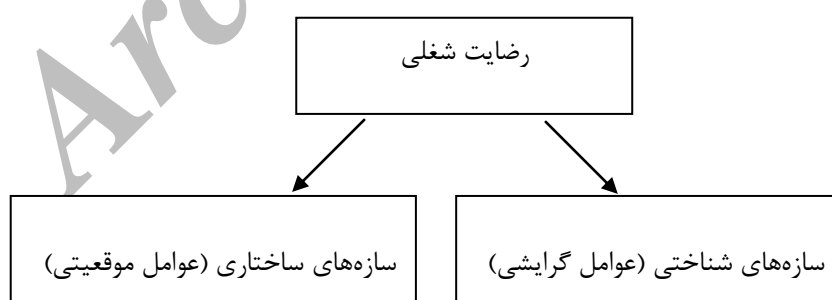 رضایت شغلی
سازه‌های شناختی (عوامل گرایشی)
سازه‌های ساختاری (عوامل موقعیتی)